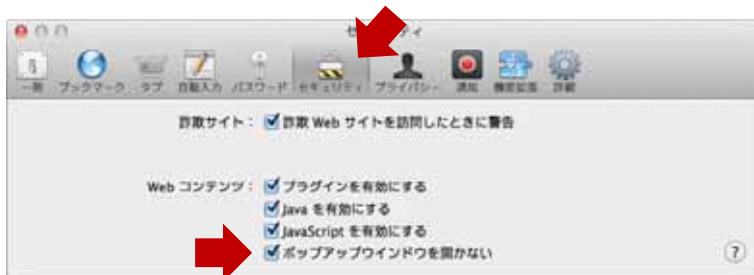 セキュリティ
一般 ブックマーク タブ 自動入力 パスワード セキュリティ プライバシー 通知 機能拡張 詳細
詐欺サイト： 詐欺 Web サイトを訪問したときに警告
Web コンテンツ： プラグインを有効にする
Java を有効にする
JavaScript を有効にする
ポップアップウインドウを開かない
?